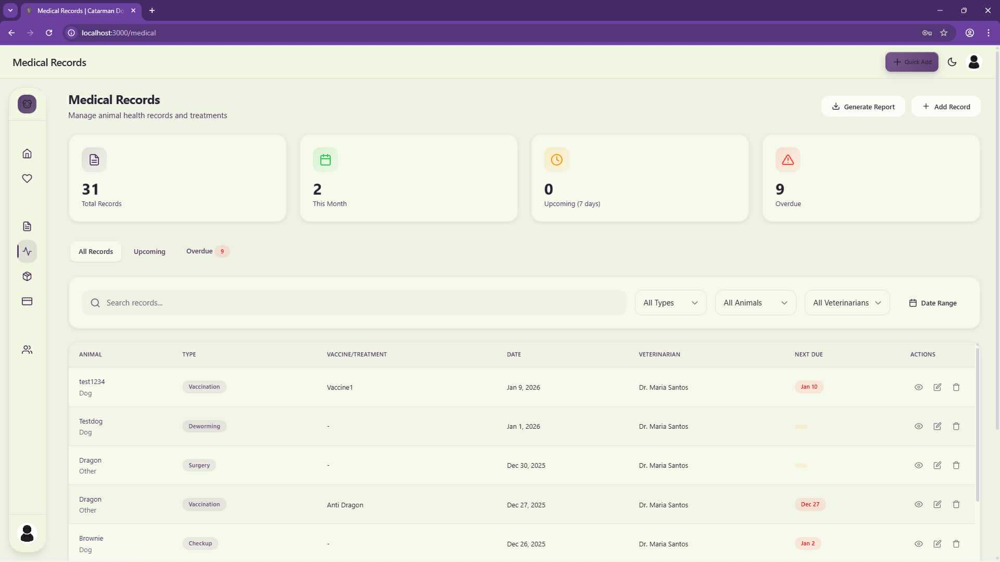 Medical Records | Catarman Do
localhost:3000/medical
Medical Records
Quick Add
Medical Records
Manage animal health records and treatments
Generate Report
Add Record
31
Total Records
2
This Month
0
Upcoming (7 days)
9
Overdue
All Records
Upcoming
Overdue 9
Search records...
All Types
All Animals
All Veterinarians
Date Range
ANIMAL TYPE VACCINE/TREATMENT DATE VETERINARIAN NEXT DUE ACTIONS
test1234
Dog
Vaccination
Vaccine1
Jan 9, 2026
Dr. Maria Santos
Jan 10
Testdog
Dog
Deworming
-
Jan 1, 2026
Dr. Maria Santos
Dragon
Other
Surgery
-
Dec 30, 2025
Dr. Maria Santos
Dragon
Other
Vaccination
Anti Dragon
Dec 27, 2025
Dr. Maria Santos
Dec 27
Brownie
Dog
Checkup
-
Dec 26, 2025
Dr. Maria Santos
Jan 2